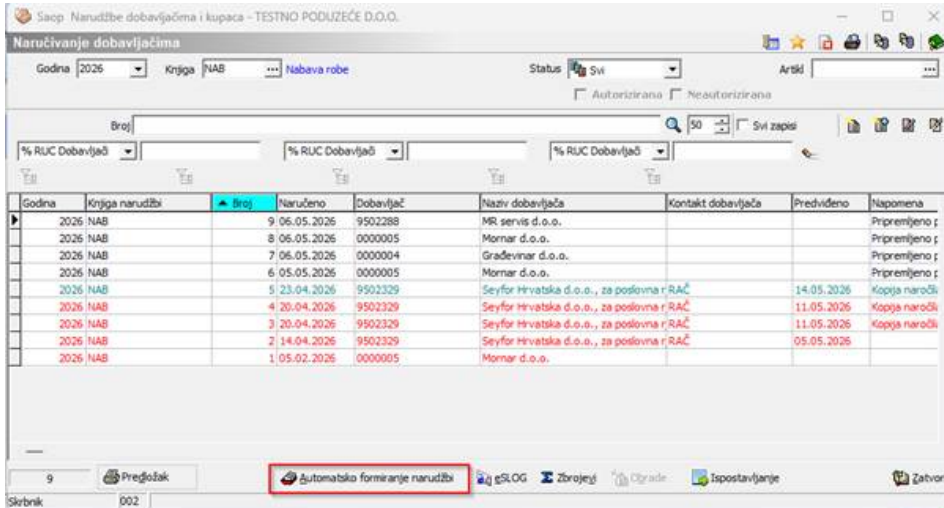 Saop Narudžbe dobavljačima i kupaca - TESTNO PODUZEĆE D.O.O.
Naručivanje dobavljačima
Godina 2026 Knjiga NAB ... Nabava robe Status Svi Artikl ...
Autorizirana Neautorizirana
Broj 50 Svi zapisi
% RUC Dobavljač % RUC Dobavljač % RUC Dobavljač
Godina Knjiga narudžbi Broj Naručeno Dobavljač Naziv dobavljača Kontakt dobavljača Predviđeno Napomena
2026 NAB 9 06.05.2026 9502288 MR servis d.o.o. Pripremljeno p
2026 NAB 8 06.05.2026 0000005 Mornar d.o.o. Pripremljeno p
2026 NAB 7 06.05.2026 0000004 Građevinar d.o.o. Pripremljeno p
2026 NAB 6 05.05.2026 0000005 Mornar d.o.o. Pripremljeno p
2026 NAB 5 23.04.2026 9502329 Seyfor Hrvatska d.o.o., za poslovna r RAČ 14.05.2026 Kopija naročil
2026 NAB 4 20.04.2026 9502329 Seyfor Hrvatska d.o.o., za poslovna r RAČ 11.05.2026 Kopija naročil
2026 NAB 3 20.04.2026 9502329 Seyfor Hrvatska d.o.o., za poslovna r RAČ 11.05.2026 Kopija naročil
2026 NAB 2 14.04.2026 9502329 Seyfor Hrvatska d.o.o., za poslovna r RAČ 05.05.2026
2026 NAB 1 05.02.2026 0000005 Mornar d.o.o.
9 Predložak Automatsko formiranje narudžbi eSLOG Zbrojevi Obrade Ispostavljanje Zatvor
Skrbnik 002